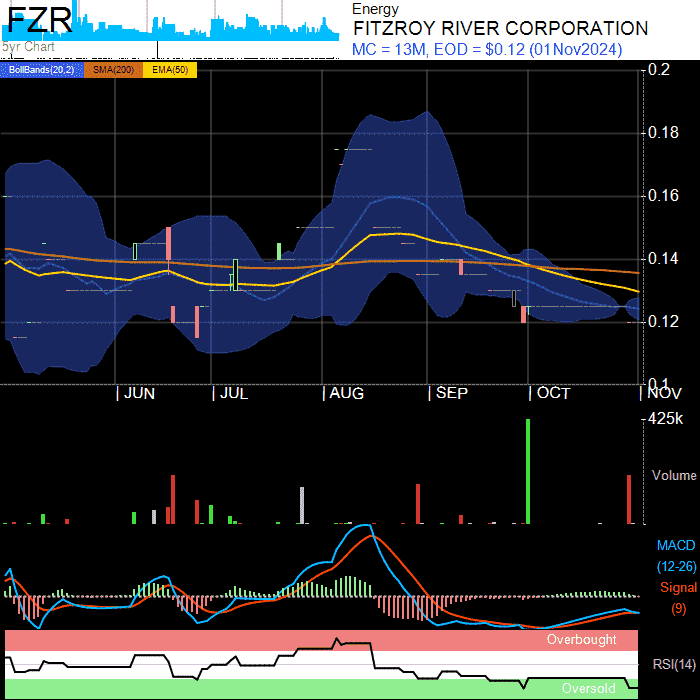 FZR
5yr Chart
Energy
FITZROY RIVER CORPORATION
MC = 13M, EOD = $0.12 (01Nov2024)
BollBands(20,2) SMA(200) EMA(50)
0.2
0.18
0.16
0.14
0.12
0.1
JUN JUL AUG SEP OCT NOV
425k
Volume
MACD
(12-26)
Signal
(9)
Overbought
RSI(14)
Oversold